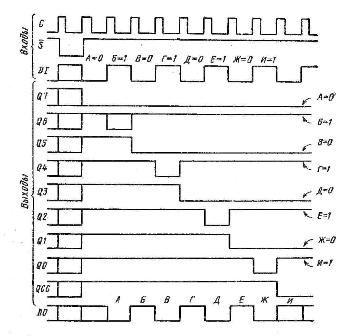 Входы
C
S
А=0 Б=1 В=0 Г=1 Д=0 Е=1 Ж=0 И=1
DI
Выходы
Q7 А=0
Q6 Б=1
Q5 В=0
Q4 Г=1
Q3 Д=0
Q2 Е=1
Q1 Ж=0
Q0 И=1
QCC
DO А Б В Г Д Е Ж И